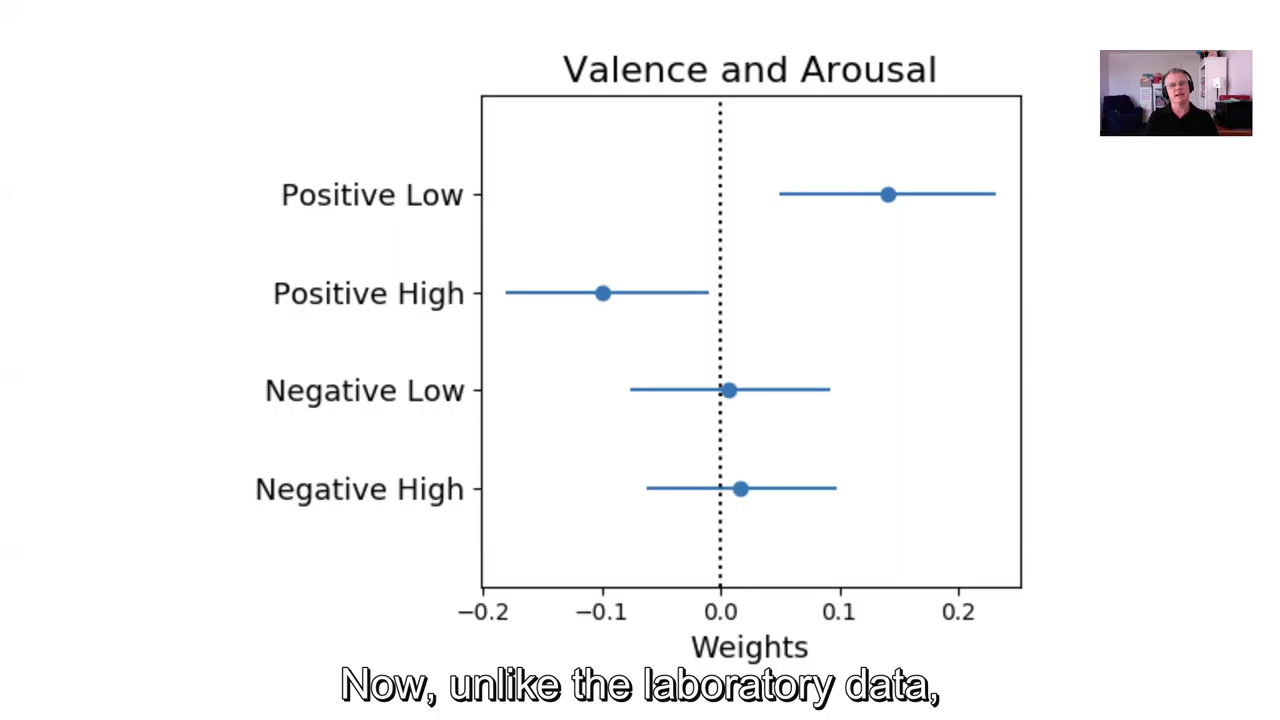 Valence and Arousal
Positive Low
Positive High
Negative Low
Negative High
−0.2 −0.1 0.0 0.1 0.2
Weights
Now, unlike the laboratory data,